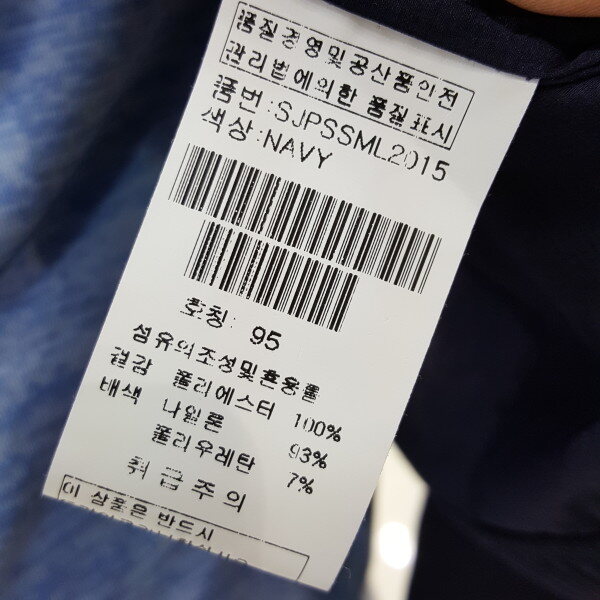 품질경영및공산품안전
관리법에의한 품질표시
품번:SJPSSML2015
색상:NAVY
호칭: 95
섬유의조성및혼용률
겉감 폴리에스터 100%
배색 나일론 93%
폴리우레탄 7%
취급주의
이 상품은 반드시